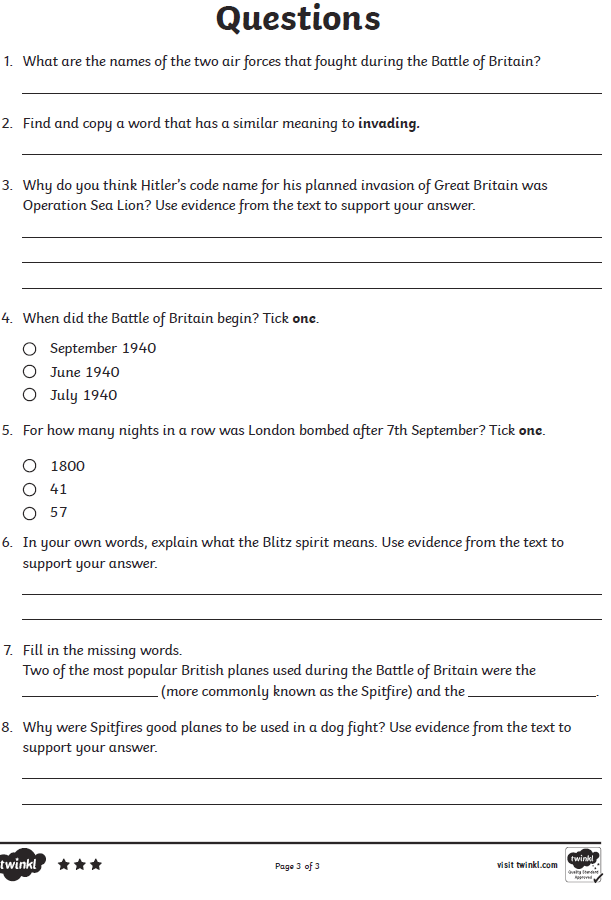 Questions
1. What are the names of the two air forces that fought during the Battle of Britain?
2. Find and copy a word that has a similar meaning to invading.
3. Why do you think Hitler's code name for his planned invasion of Great Britain was
Operation Sea Lion? Use evidence from the text to support your answer.
4. When did the Battle of Britain begin? Tick one.
September 1940
June 1940
July 1940
5. For how many nights in a row was London bombed after 7th September? Tick one.
1800
41
57
6. In your own words, explain what the Blitz spirit means. Use evidence from the text to
support your answer.
7. Fill in the missing words.
Two of the most popular British planes used during the Battle of Britain were the
(more commonly known as the Spitfire) and the .
8. Why were Spitfires good planes to be used in a dog fight? Use evidence from the text to
support your answer.
twinkl
Page 3 of 3
visit twinkl.com
twinkl
Quality Standard
Approved